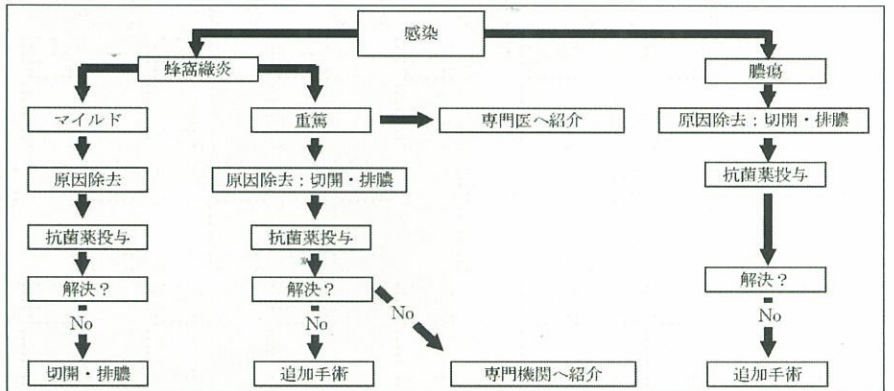 感染
蜂窩織炎
膿瘍
マイルド
重篤
専門医へ紹介
原因除去：切開・排膿
原因除去
原因除去：切開・排膿
抗菌薬投与
抗菌薬投与
抗菌薬投与
解決？
解決？
解決？
No
No
No
No
切開・排膿
追加手術
専門機関へ紹介
追加手術